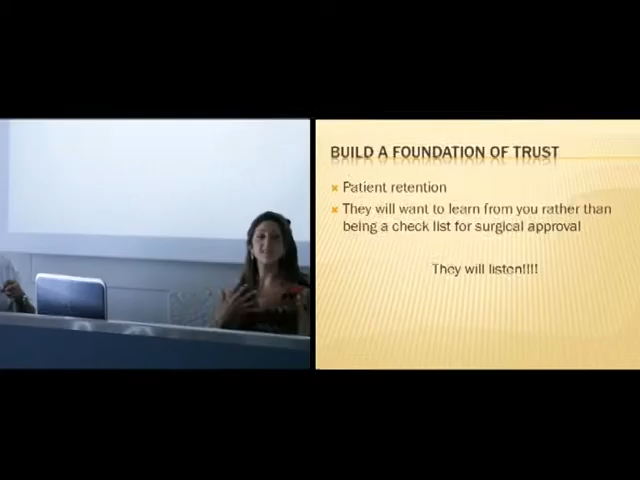 BUILD A FOUNDATION OF TRUST
Patient retention
They will want to learn from you rather than
being a check list for surgical approval
They will listen!!!!